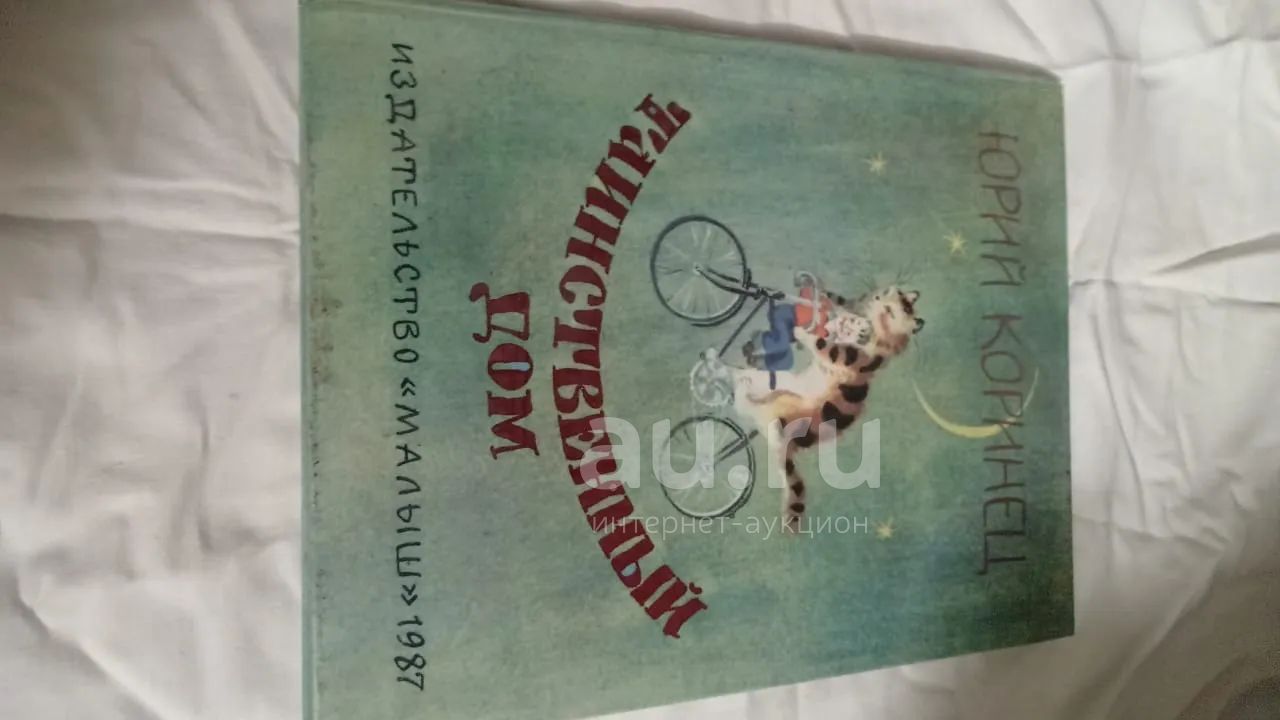 ЮРИЙ КОРИНЕЦ
ТАИНСТВЕННЫЙ
ДОМ
ИЗДАТЕЛЬСТВО «МАЛЫШ» 1987
au.ru
интернет-аукцион